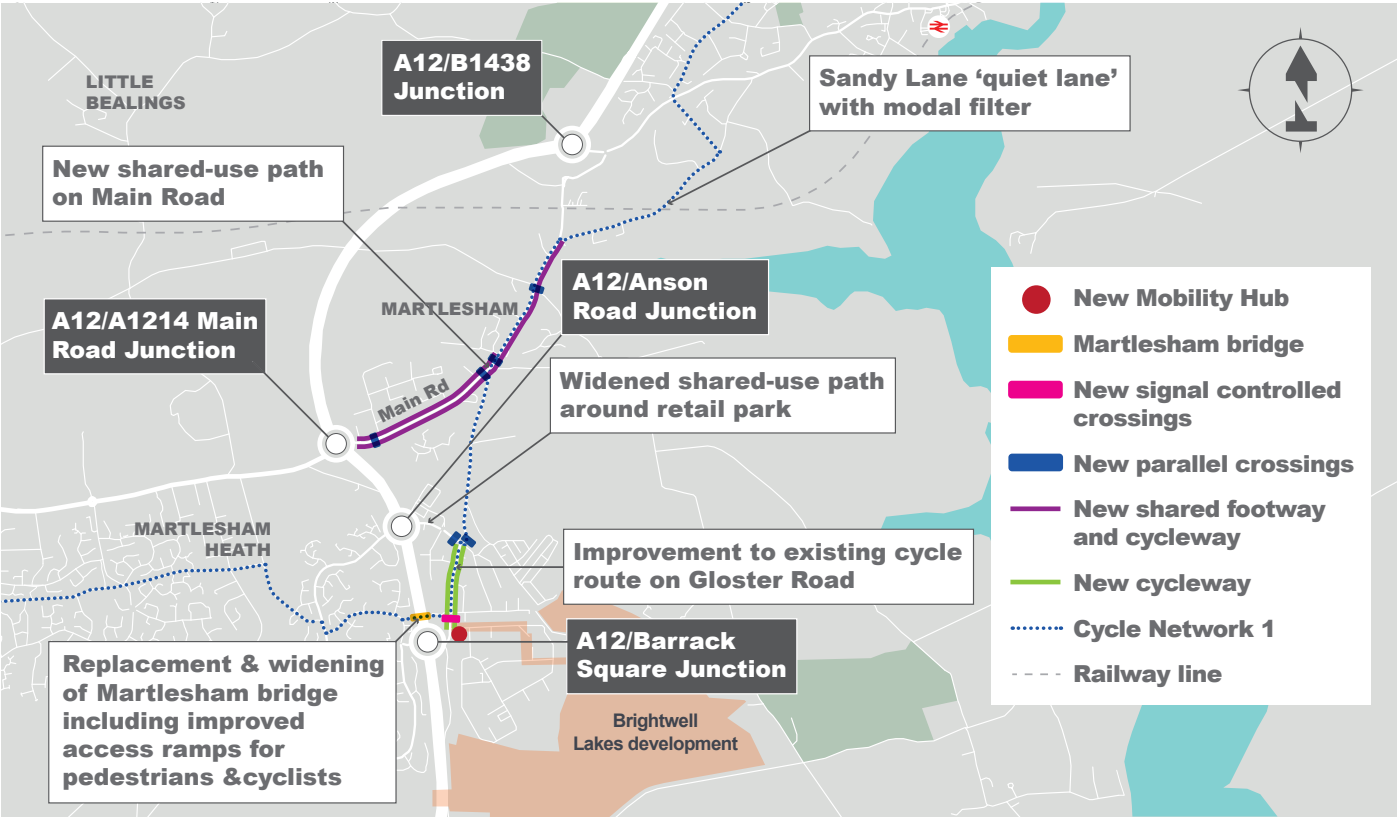 A12/B1438
Junction
Sandy Lane ‘quiet lane’
with modal filter
LITTLE
BEALINGS
New shared-use path
on Main Road
A12/Anson
Road Junction
MARTLESHAM
A12/A1214 Main
Road Junction
Main Rd
Widened shared-use path
around retail park
MARTLESHAM
HEATH
Improvement to existing cycle
route on Gloster Road
A12/Barrack
Square Junction
Replacement & widening
of Martlesham bridge
including improved
access ramps for
pedestrians &cyclists
Brightwell
Lakes development
New Mobility Hub
Martlesham bridge
New signal controlled
crossings
New parallel crossings
New shared footway
and cycleway
New cycleway
Cycle Network 1
Railway line